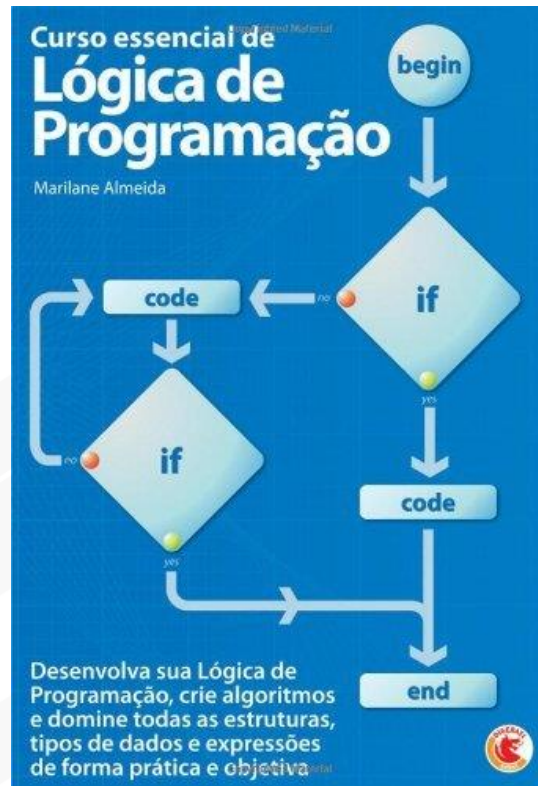 Curso essencial de
Lógica de
Programação
Marilane Almeida
begin
if
no
yes
code
if
no
yes
code
end
Desenvolva sua Lógica de
Programação, crie algoritmos
e domine todas as estruturas,
tipos de dados e expressões
de forma prática e objetiva
DIGERATI